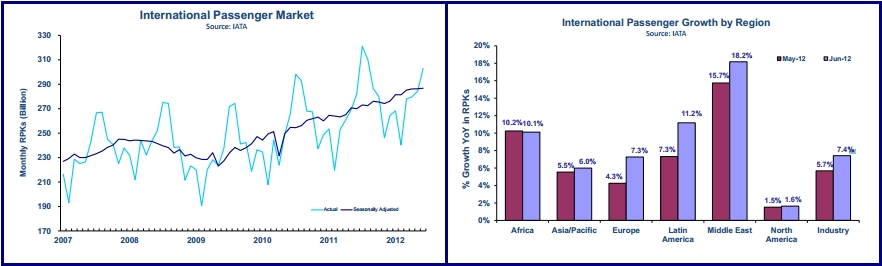 International Passenger Market
Source: IATA
Monthly RPKs (Billion)
330
310
290
270
250
230
210
190
170
Actual
Seasonally Adjusted
2007 2008 2009 2010 2011 2012
International Passenger Growth by Region
Source: IATA
% Growth YoY in RPKs
20%
18%
16%
14%
12%
10%
8%
6%
4%
2%
0%
May-12 Jun-12
10.2% 10.1%
5.5% 6.0%
4.3% 7.3%
7.3% 11.2%
15.7% 18.2%
1.5% 1.6%
5.7% 7.4%
Africa
Asia/Pacific
Europe
Latin
America
Middle East
North
America
Industry